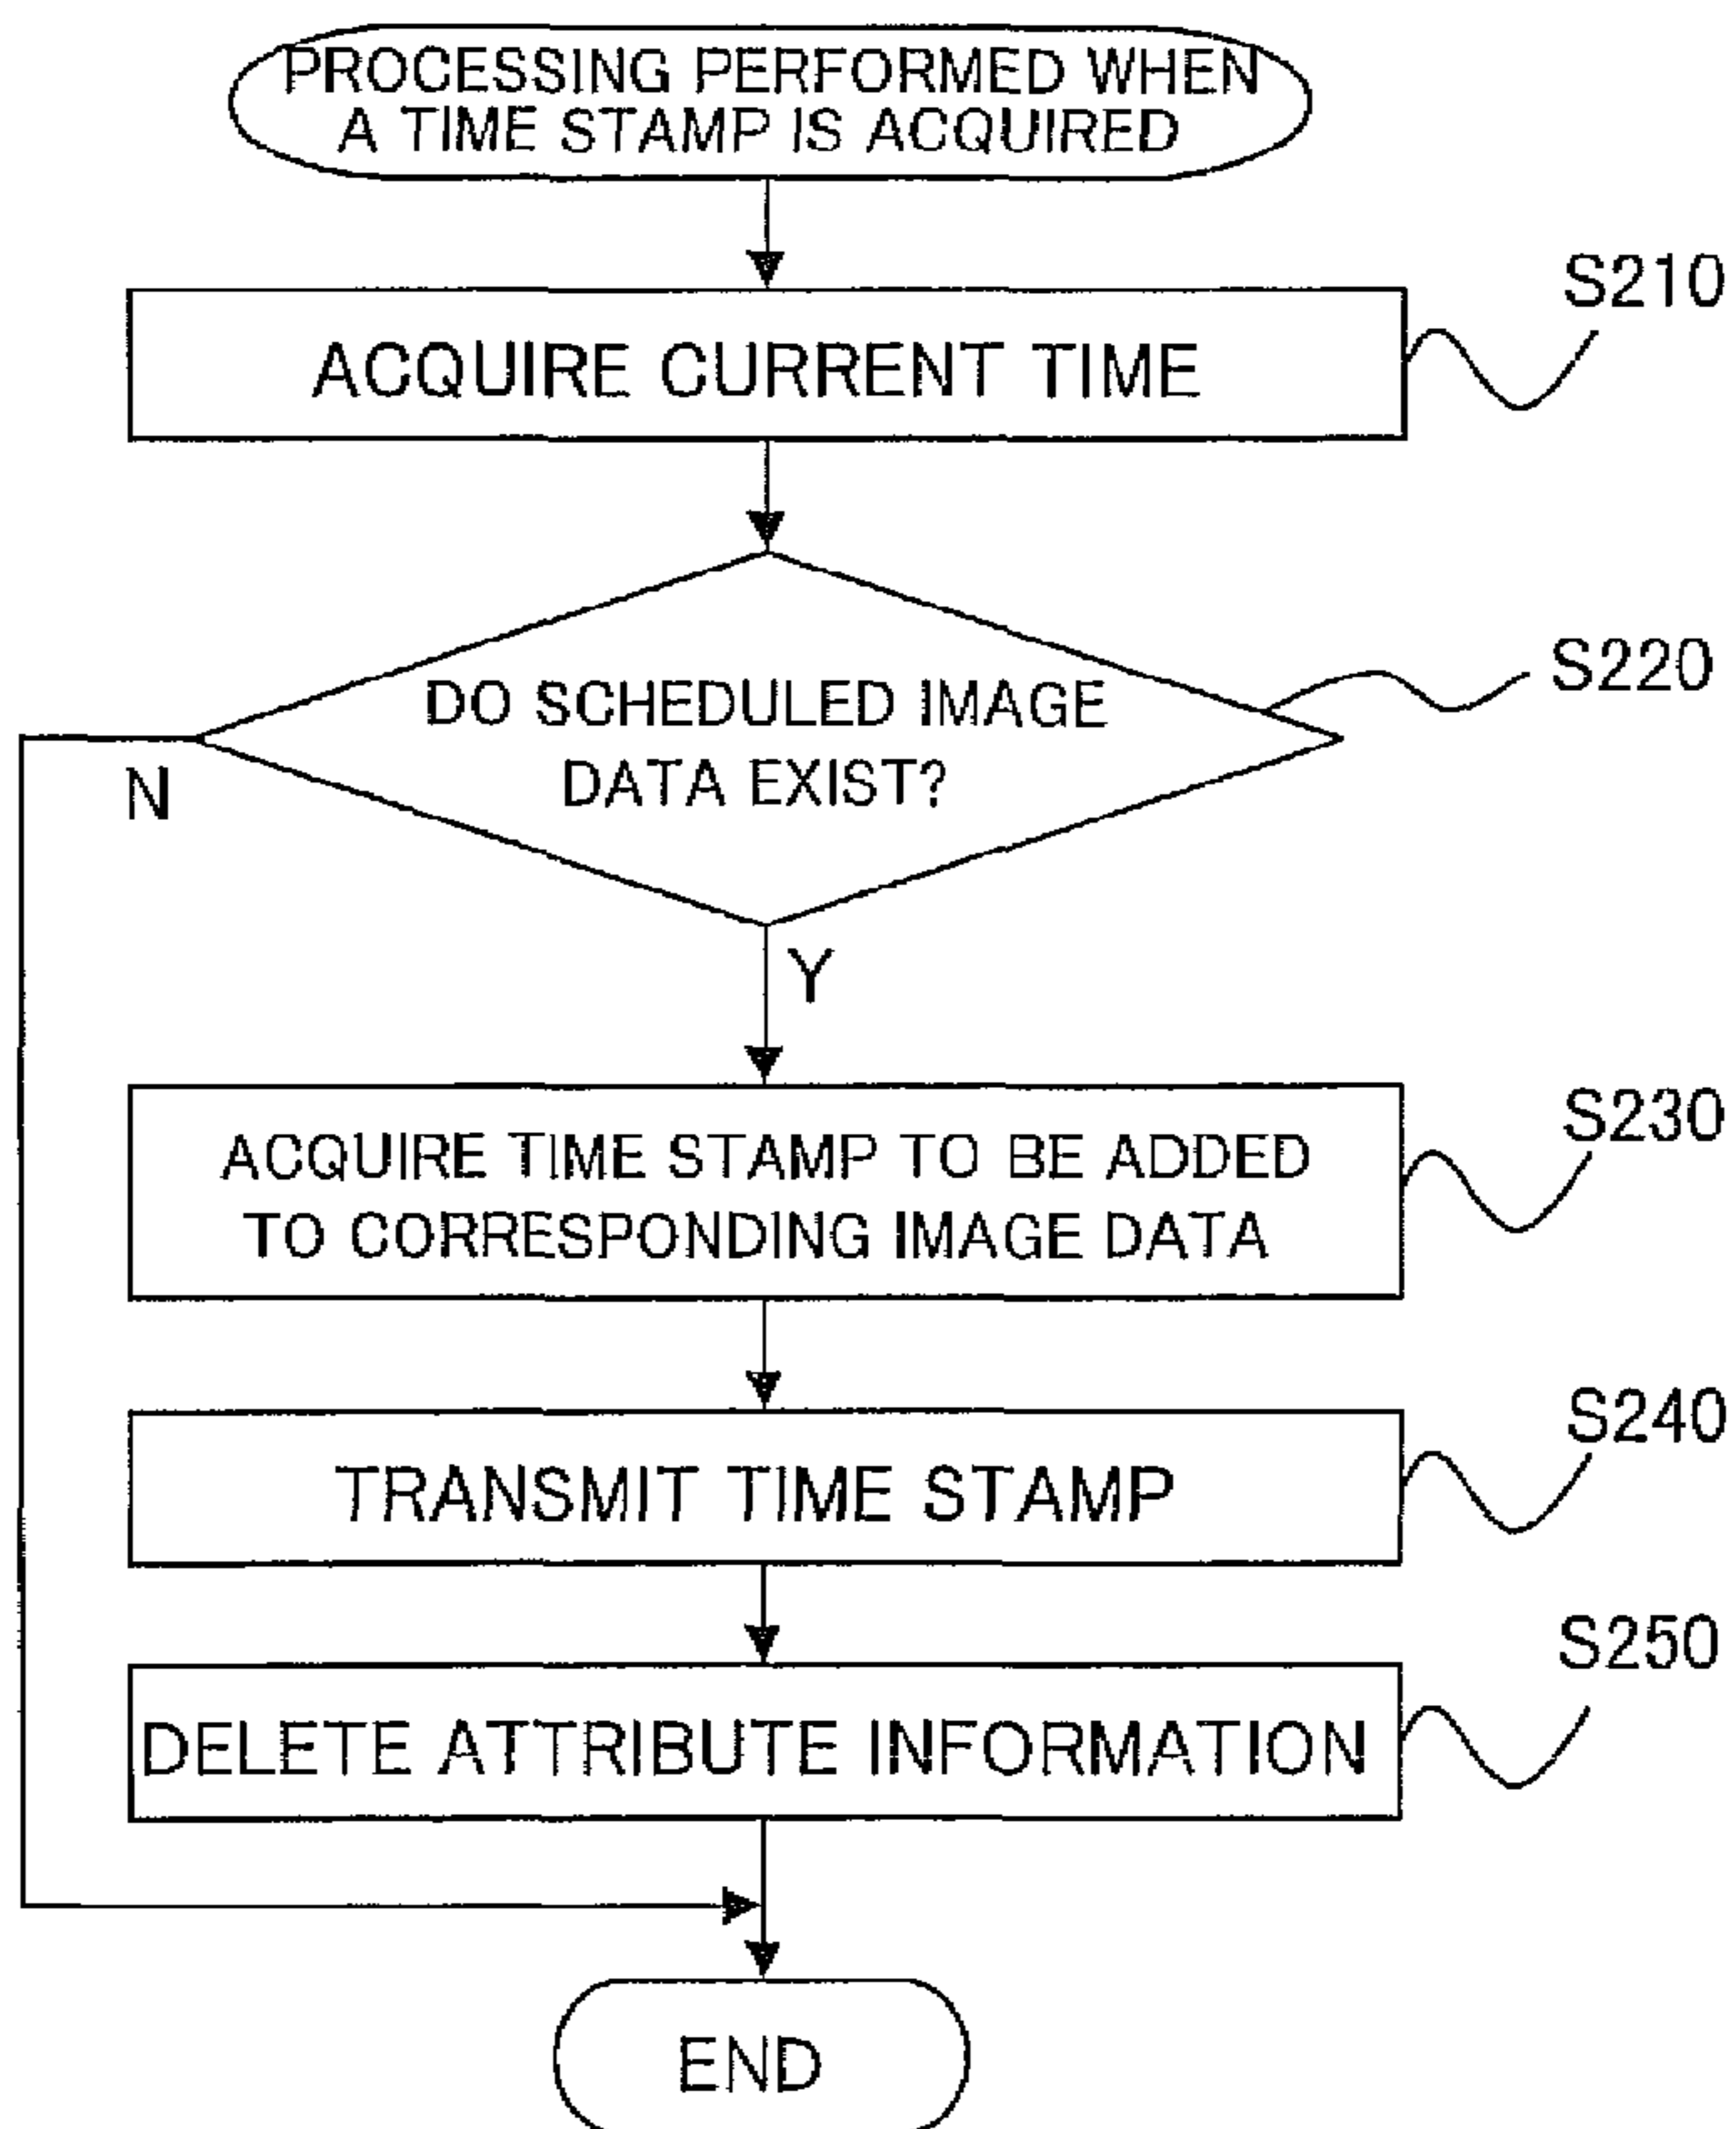 PROCESSING PERFORMED WHEN
A TIME STAMP IS ACQUIRED
S210
ACQUIRE CURRENT TIME
S220
DO SCHEDULED IMAGE
DATA EXIST?
N
Y
S230
ACQUIRE TIME STAMP TO BE ADDED
TO CORRESPONDING IMAGE DATA
S240
TRANSMIT TIME STAMP
S250
DELETE ATTRIBUTE INFORMATION
END